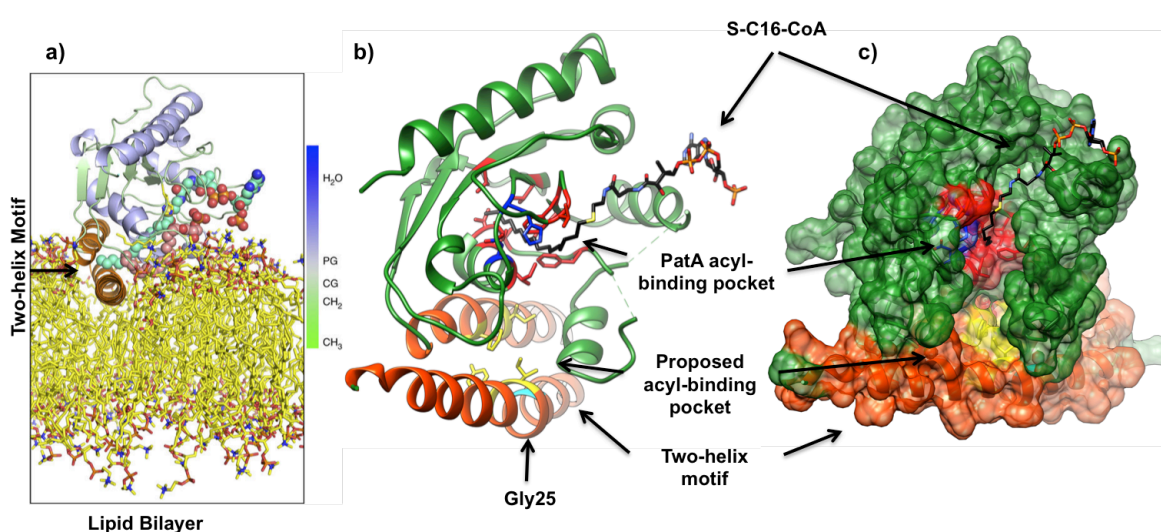 S-C16-CoA
a)
b)
c)
H₂O
PG
CG
CH₂
CH₃
Two-helix Motif
PatA acyl-
binding pocket
Proposed
acyl-binding
pocket
Two-helix
motif
Gly25
Lipid Bilayer